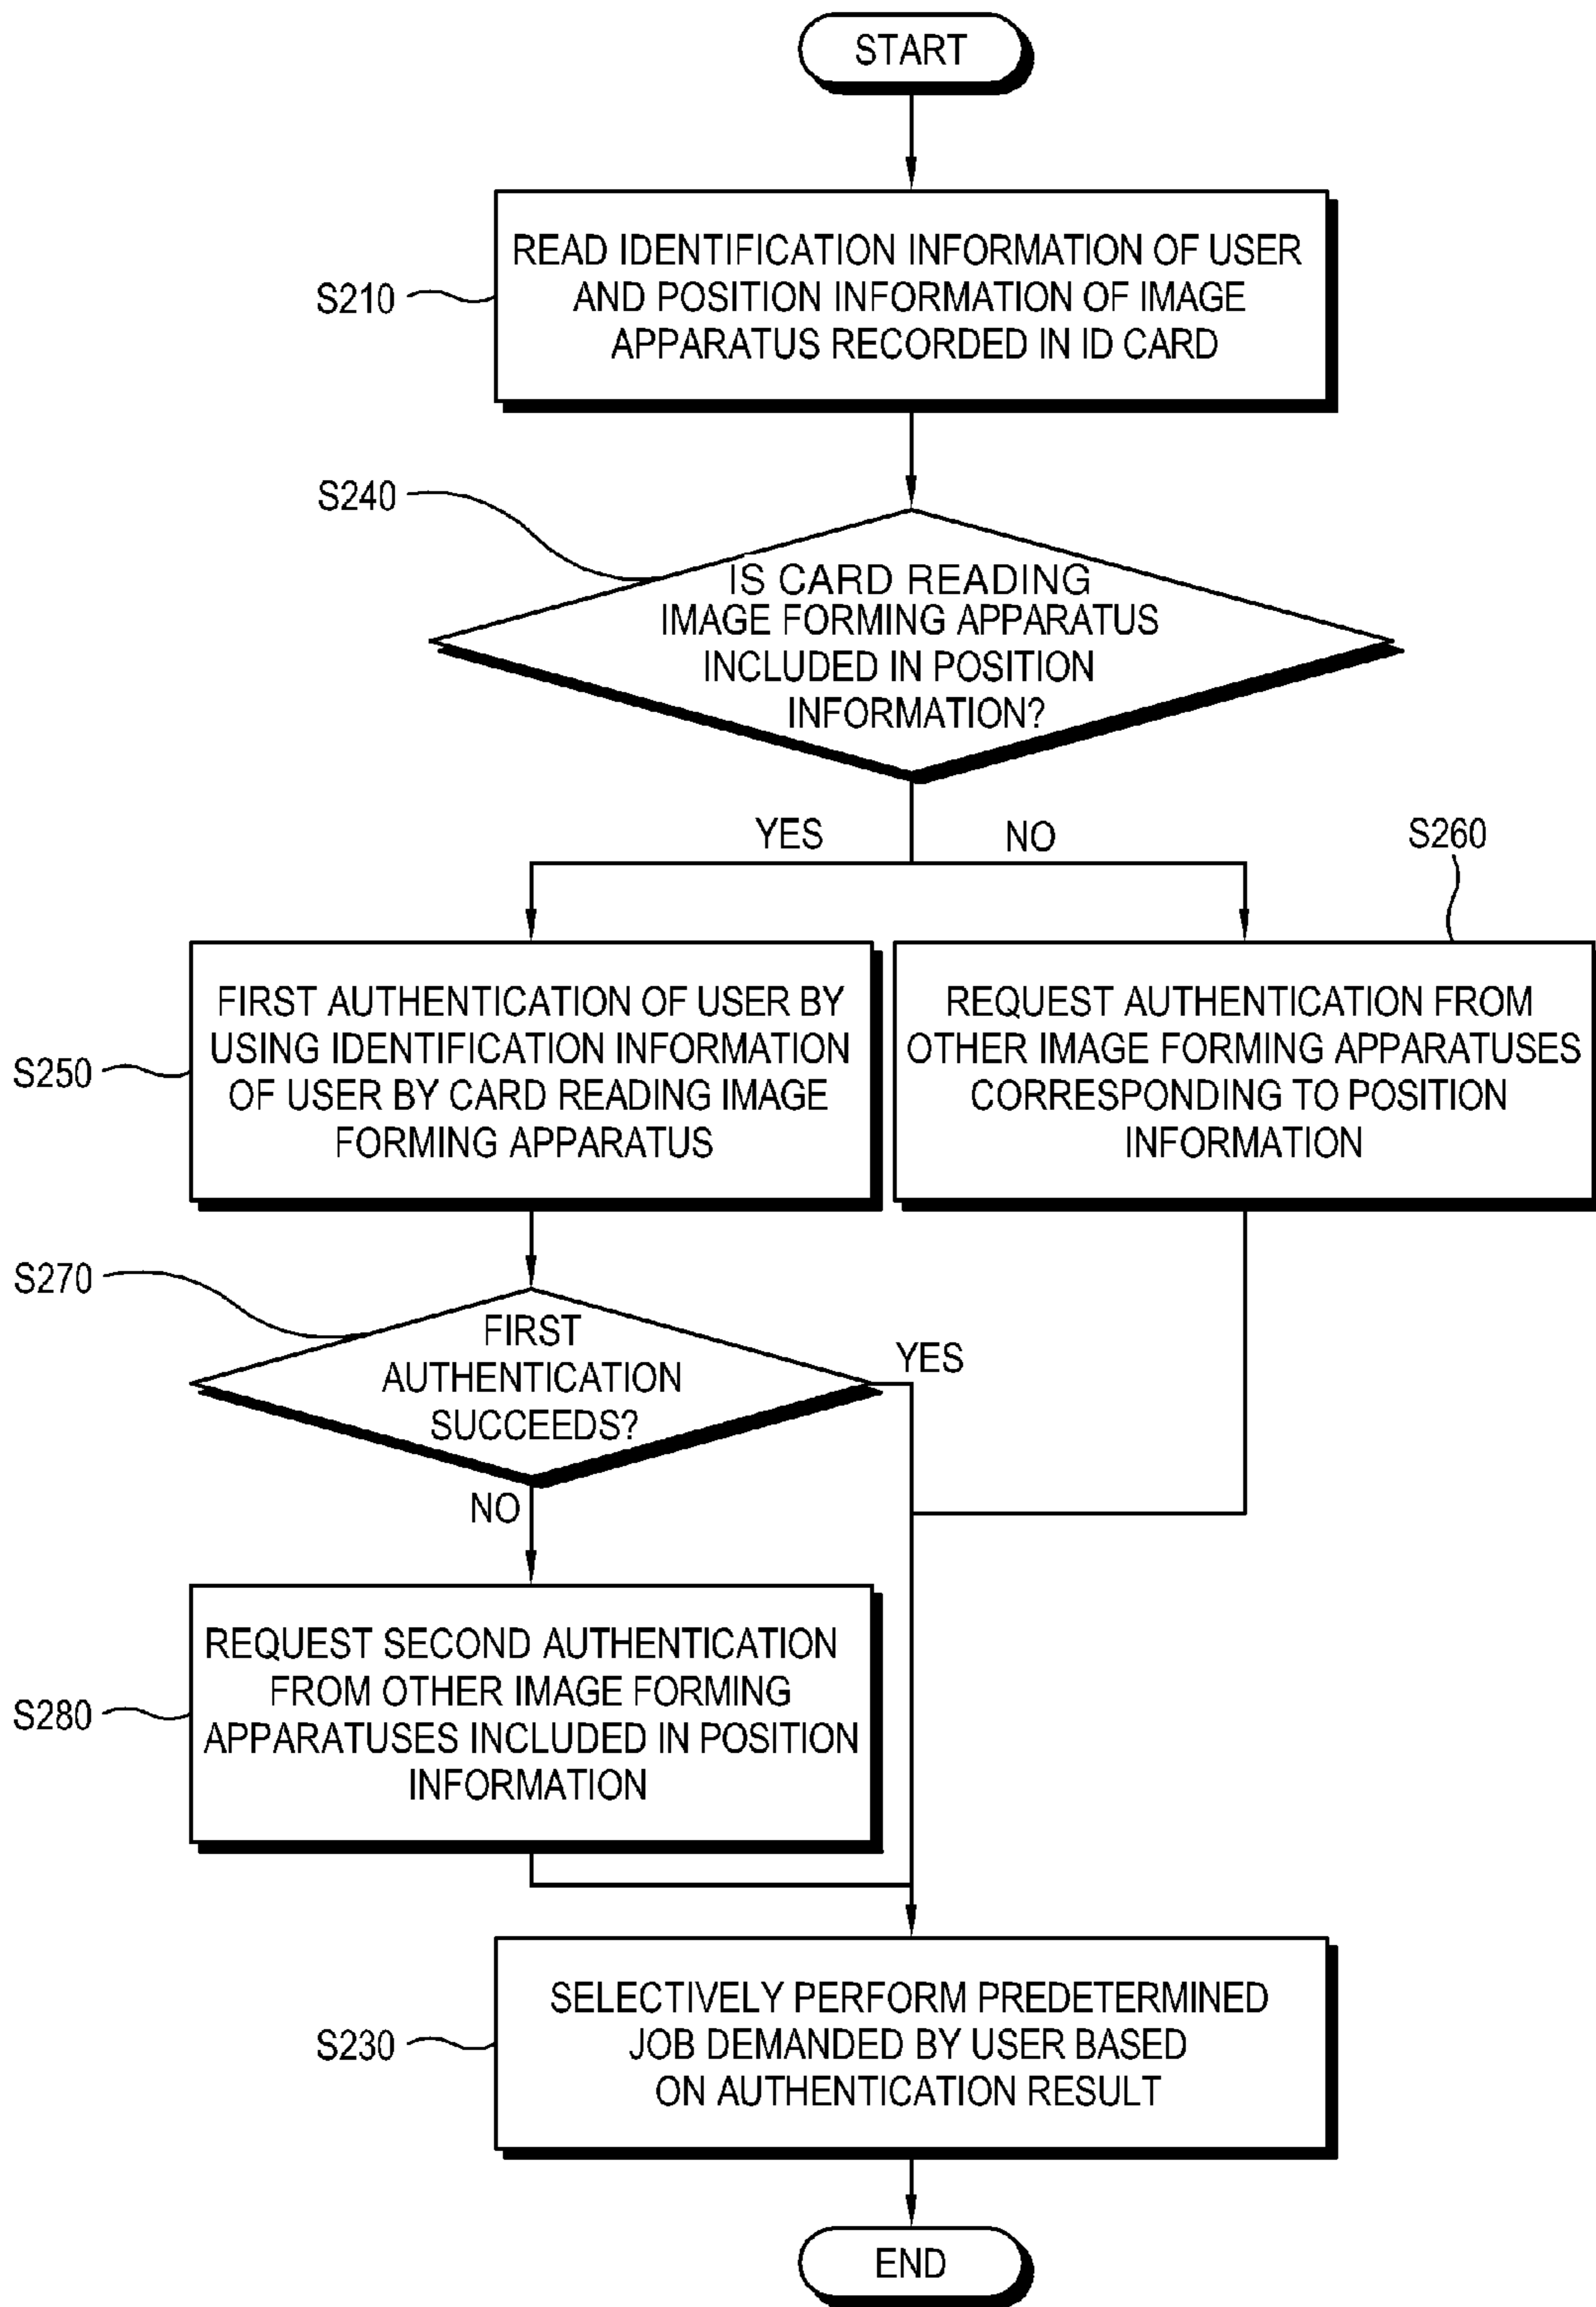 START
S210
READ IDENTIFICATION INFORMATION OF USER
AND POSITION INFORMATION OF IMAGE
APPARATUS RECORDED IN ID CARD
S240
IS CARD READING
IMAGE FORMING APPARATUS
INCLUDED IN POSITION
INFORMATION?
YES
NO
S260
S250
FIRST AUTHENTICATION OF USER BY
USING IDENTIFICATION INFORMATION
OF USER BY CARD READING IMAGE
FORMING APPARATUS
REQUEST AUTHENTICATION FROM
OTHER IMAGE FORMING APPARATUSES
CORRESPONDING TO POSITION
INFORMATION
S270
FIRST
AUTHENTICATION
SUCCEEDS?
YES
NO
S280
REQUEST SECOND AUTHENTICATION
FROM OTHER IMAGE FORMING
APPARATUSES INCLUDED IN POSITION
INFORMATION
S230
SELECTIVELY PERFORM PREDETERMINED
JOB DEMANDED BY USER BASED
ON AUTHENTICATION RESULT
END